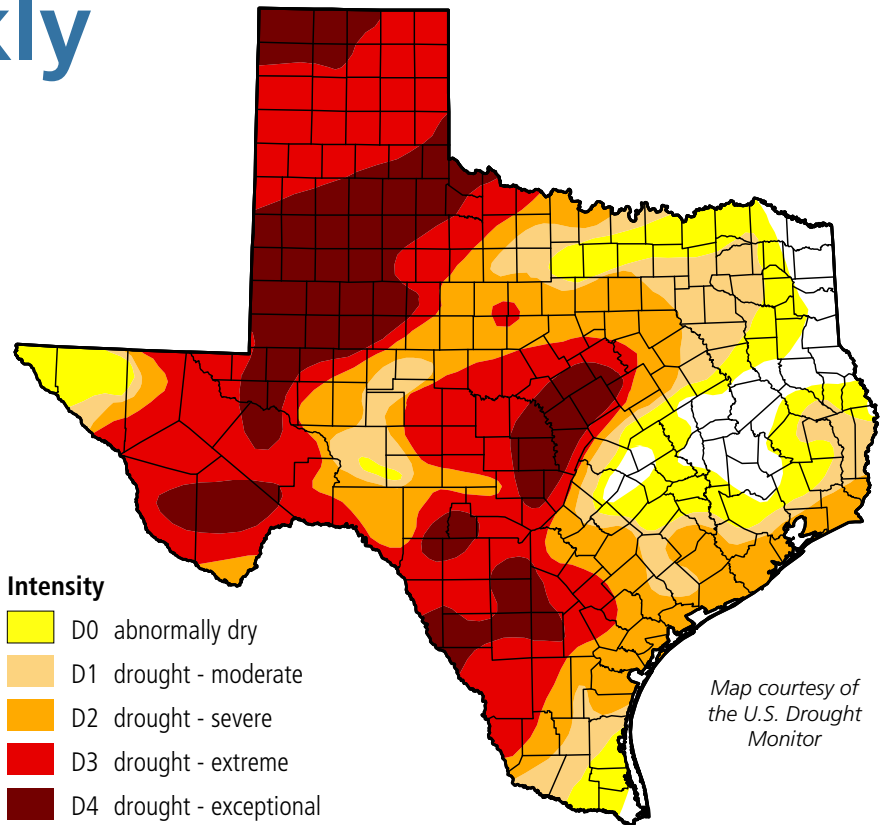 kly
Intensity
D0 abnormally dry
D1 drought - moderate
D2 drought - severe
D3 drought - extreme
D4 drought - exceptional
Map courtesy of
the U.S. Drought
Monitor